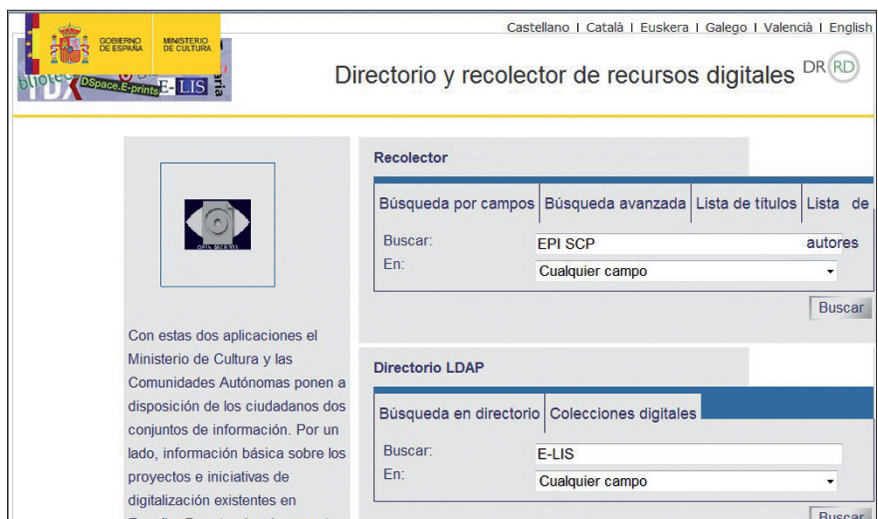 Castellano I Català I Euskera I Galego I Valencià I English
GOBIERNO DE ESPAÑA
MINISTERIO DE CULTURA
DSpace.E-prints E-LIS
Directorio y recolector de recursos digitales DR RD
OPEN ARCHIVES
Con estas dos aplicaciones el
Ministerio de Cultura y las
Comunidades Autónomas ponen a
disposición de los ciudadanos dos
conjuntos de información. Por un
lado, información básica sobre los
proyectos e iniciativas de
digitalización existentes en
Recolector
Búsqueda por campos Búsqueda avanzada Lista de títulos Lista de
autores
Buscar: EPI SCP
En: Cualquier campo
Buscar
Directorio LDAP
Búsqueda en directorio Colecciones digitales
Buscar: E-LIS
En: Cualquier campo
Buscar